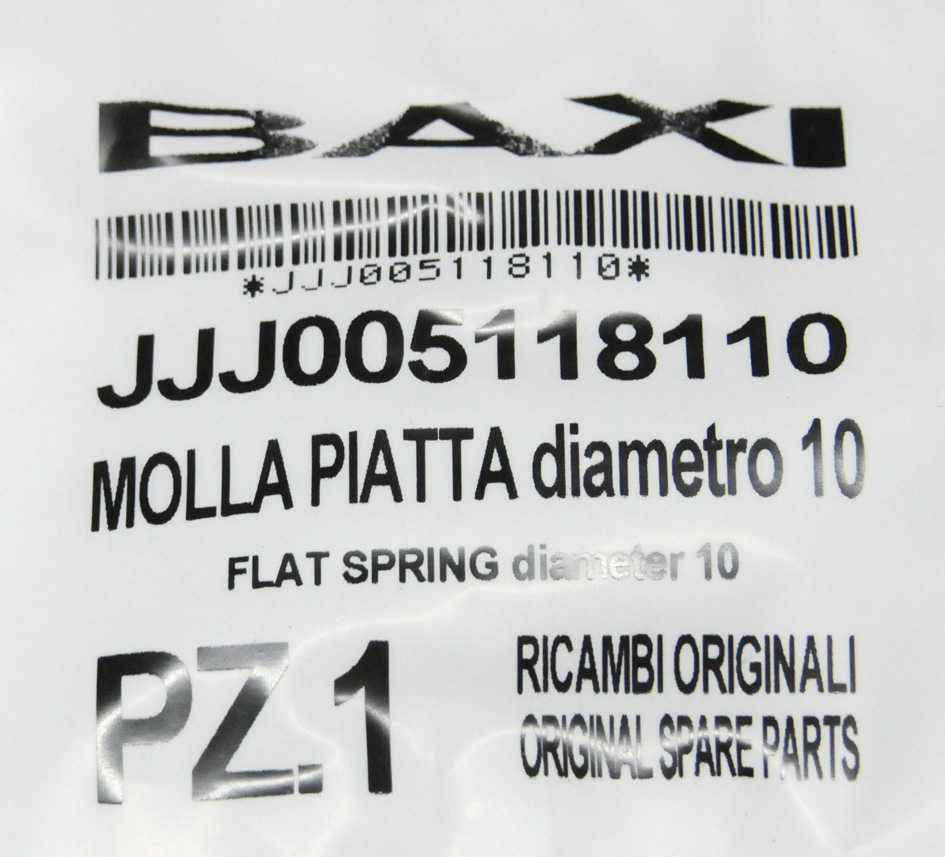 BAXI
*JJJ005118110*
JJJ005118110
MOLLA PIATTA diametro 10
FLAT SPRING diameter 10
PZ.1
RICAMBI ORIGINALI
ORIGINAL SPARE PARTS